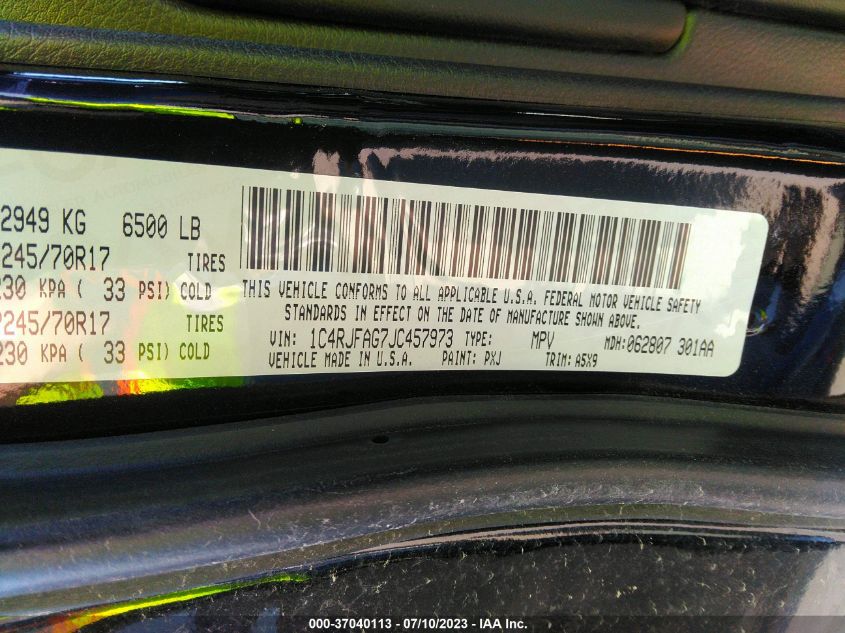 2949 KG 6500 LB
245/70R17 TIRES
230 KPA ( 33 PSI) COLD
P245/70R17 TIRES
230 KPA ( 33 PSI) COLD
THIS VEHICLE CONFORMS TO ALL APPLICABLE U.S.A. FEDERAL MOTOR VEHICLE SAFETY
STANDARDS IN EFFECT ON THE DATE OF MANUFACTURE SHOWN ABOVE.
VIN: 1C4RJFAG7JC457973 TYPE: MPV MDH:062807 301AA
VEHICLE MADE IN U.S.A. PAINT: PXJ TRIM: A5X9
000-37040113 - 07/10/2023 - IAA Inc.